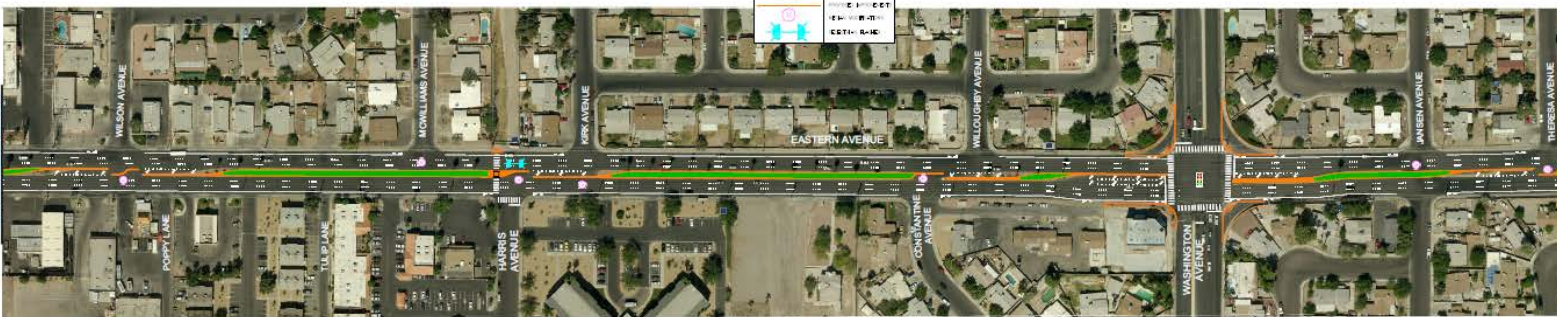 WILSON AVENUE
MCWILLIAMS AVENUE
KIRK AVENUE
EASTERN AVENUE
WILLOUGHBY AVENUE
JANSEN AVENUE
THERESA AVENUE
POPPY LANE
TULIP LANE
HARRIS
AVENUE
CONSTANTINE
AVENUE
WASHINGTON
AVENUE